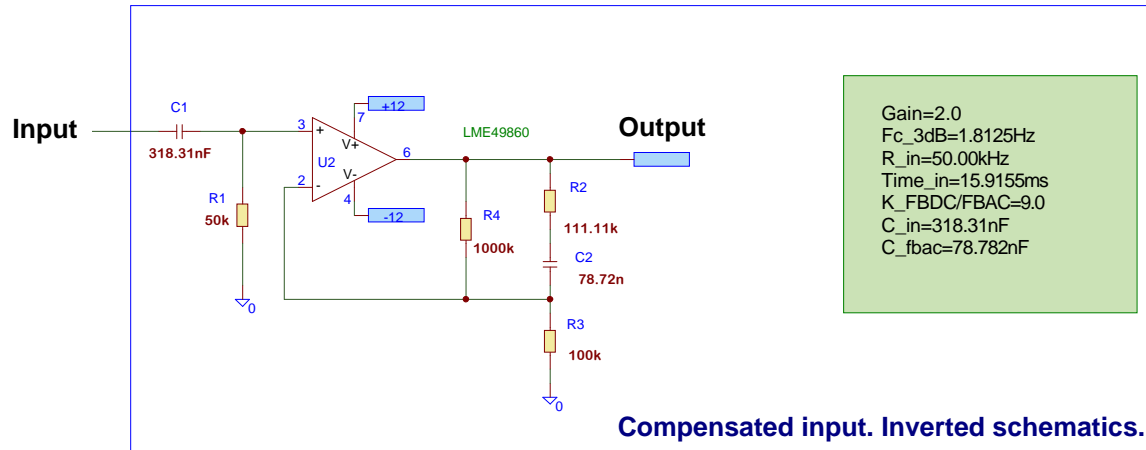 C1
Input
318.31nF
R1
50k
0
3
+
2
-
U2
V+
V-
7
+12
4
-12
6
LME49860
Output
R4
1000k
R2
111.11k
C2
78.72n
R3
100k
0
Gain=2.0
Fc_3dB=1.8125Hz
R_in=50.00kHz
Time_in=15.9155ms
K_FBDC/FBAC=9.0
C_in=318.31nF
C_fbac=78.782nF
Compensated input. Inverted schematics.